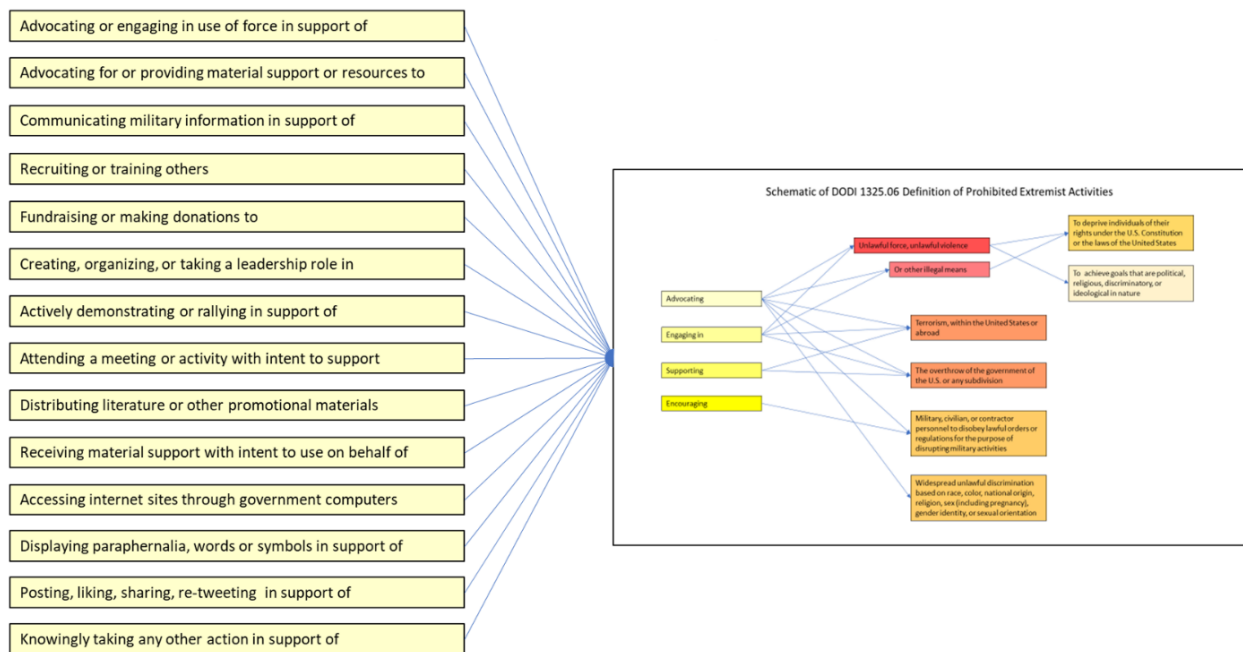 Advocating or engaging in use of force in support of
Advocating for or providing material support or resources to
Communicating military information in support of
Recruiting or training others
Fundraising or making donations to
Creating, organizing, or taking a leadership role in
Actively demonstrating or rallying in support of
Attending a meeting or activity with intent to support
Distributing literature or other promotional materials
Receiving material support with intent to use on behalf of
Accessing internet sites through government computers
Displaying paraphernalia, words or symbols in support of
Posting, liking, sharing, re-tweeting in support of
Knowingly taking any other action in support of
Schematic of DODI 1325.06 Definition of Prohibited Extremist Activities
Advocating
Engaging in
Supporting
Encouraging
Unlawful force, unlawful violence
Or other illegal means
Terrorism, within the United States or
abroad
The overthrow of the government of
the U.S. or any subdivision
Military, civilian, or contractor
personnel to disobey lawful orders or
regulations for the purpose of
disrupting military activities
Widespread unlawful discrimination
based on race, color, national origin,
religion, sex (including pregnancy),
gender identity, or sexual orientation
To deprive individuals of their
rights under the U.S. Constitution
or the laws of the United States
To achieve goals that are political,
religious, discriminatory, or
ideological in nature